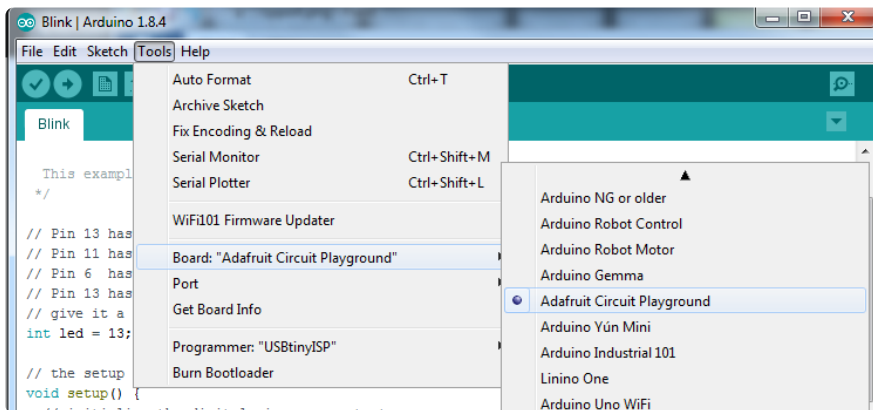 Blink | Arduino 1.8.4
File Edit Sketch Tools Help
Blink
This exampl
*/
// Pin 13 has
// Pin 11 has
// Pin 6 has
// Pin 13 has
// give it a
int led = 13;
// the setup
void setup() {
Auto Format Ctrl+T
Archive Sketch
Fix Encoding & Reload
Serial Monitor Ctrl+Shift+M
Serial Plotter Ctrl+Shift+L
WiFi101 Firmware Updater
Board: "Adafruit Circuit Playground"
Port
Get Board Info
Programmer: "USBtinyISP"
Burn Bootloader
Arduino NG or older
Arduino Robot Control
Arduino Robot Motor
Arduino Gemma
Adafruit Circuit Playground
Arduino Yún Mini
Arduino Industrial 101
Linino One
Arduino Uno WiFi